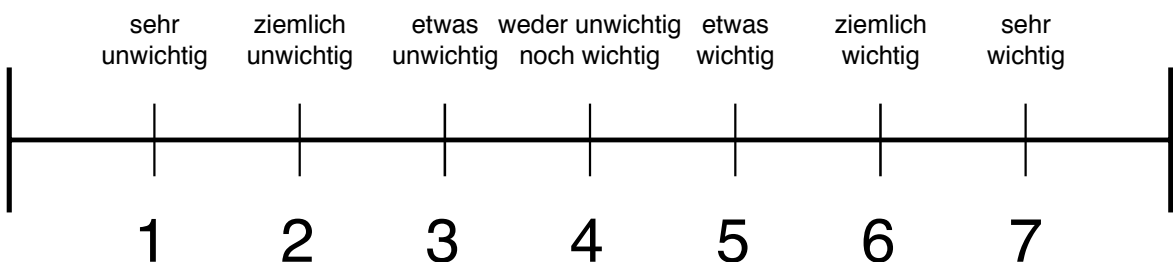 sehr ziemlich etwas weder unwichtig etwas ziemlich sehr
unwichtig unwichtig unwichtig noch wichtig wichtig wichtig wichtig
1 2 3 4 5 6 7